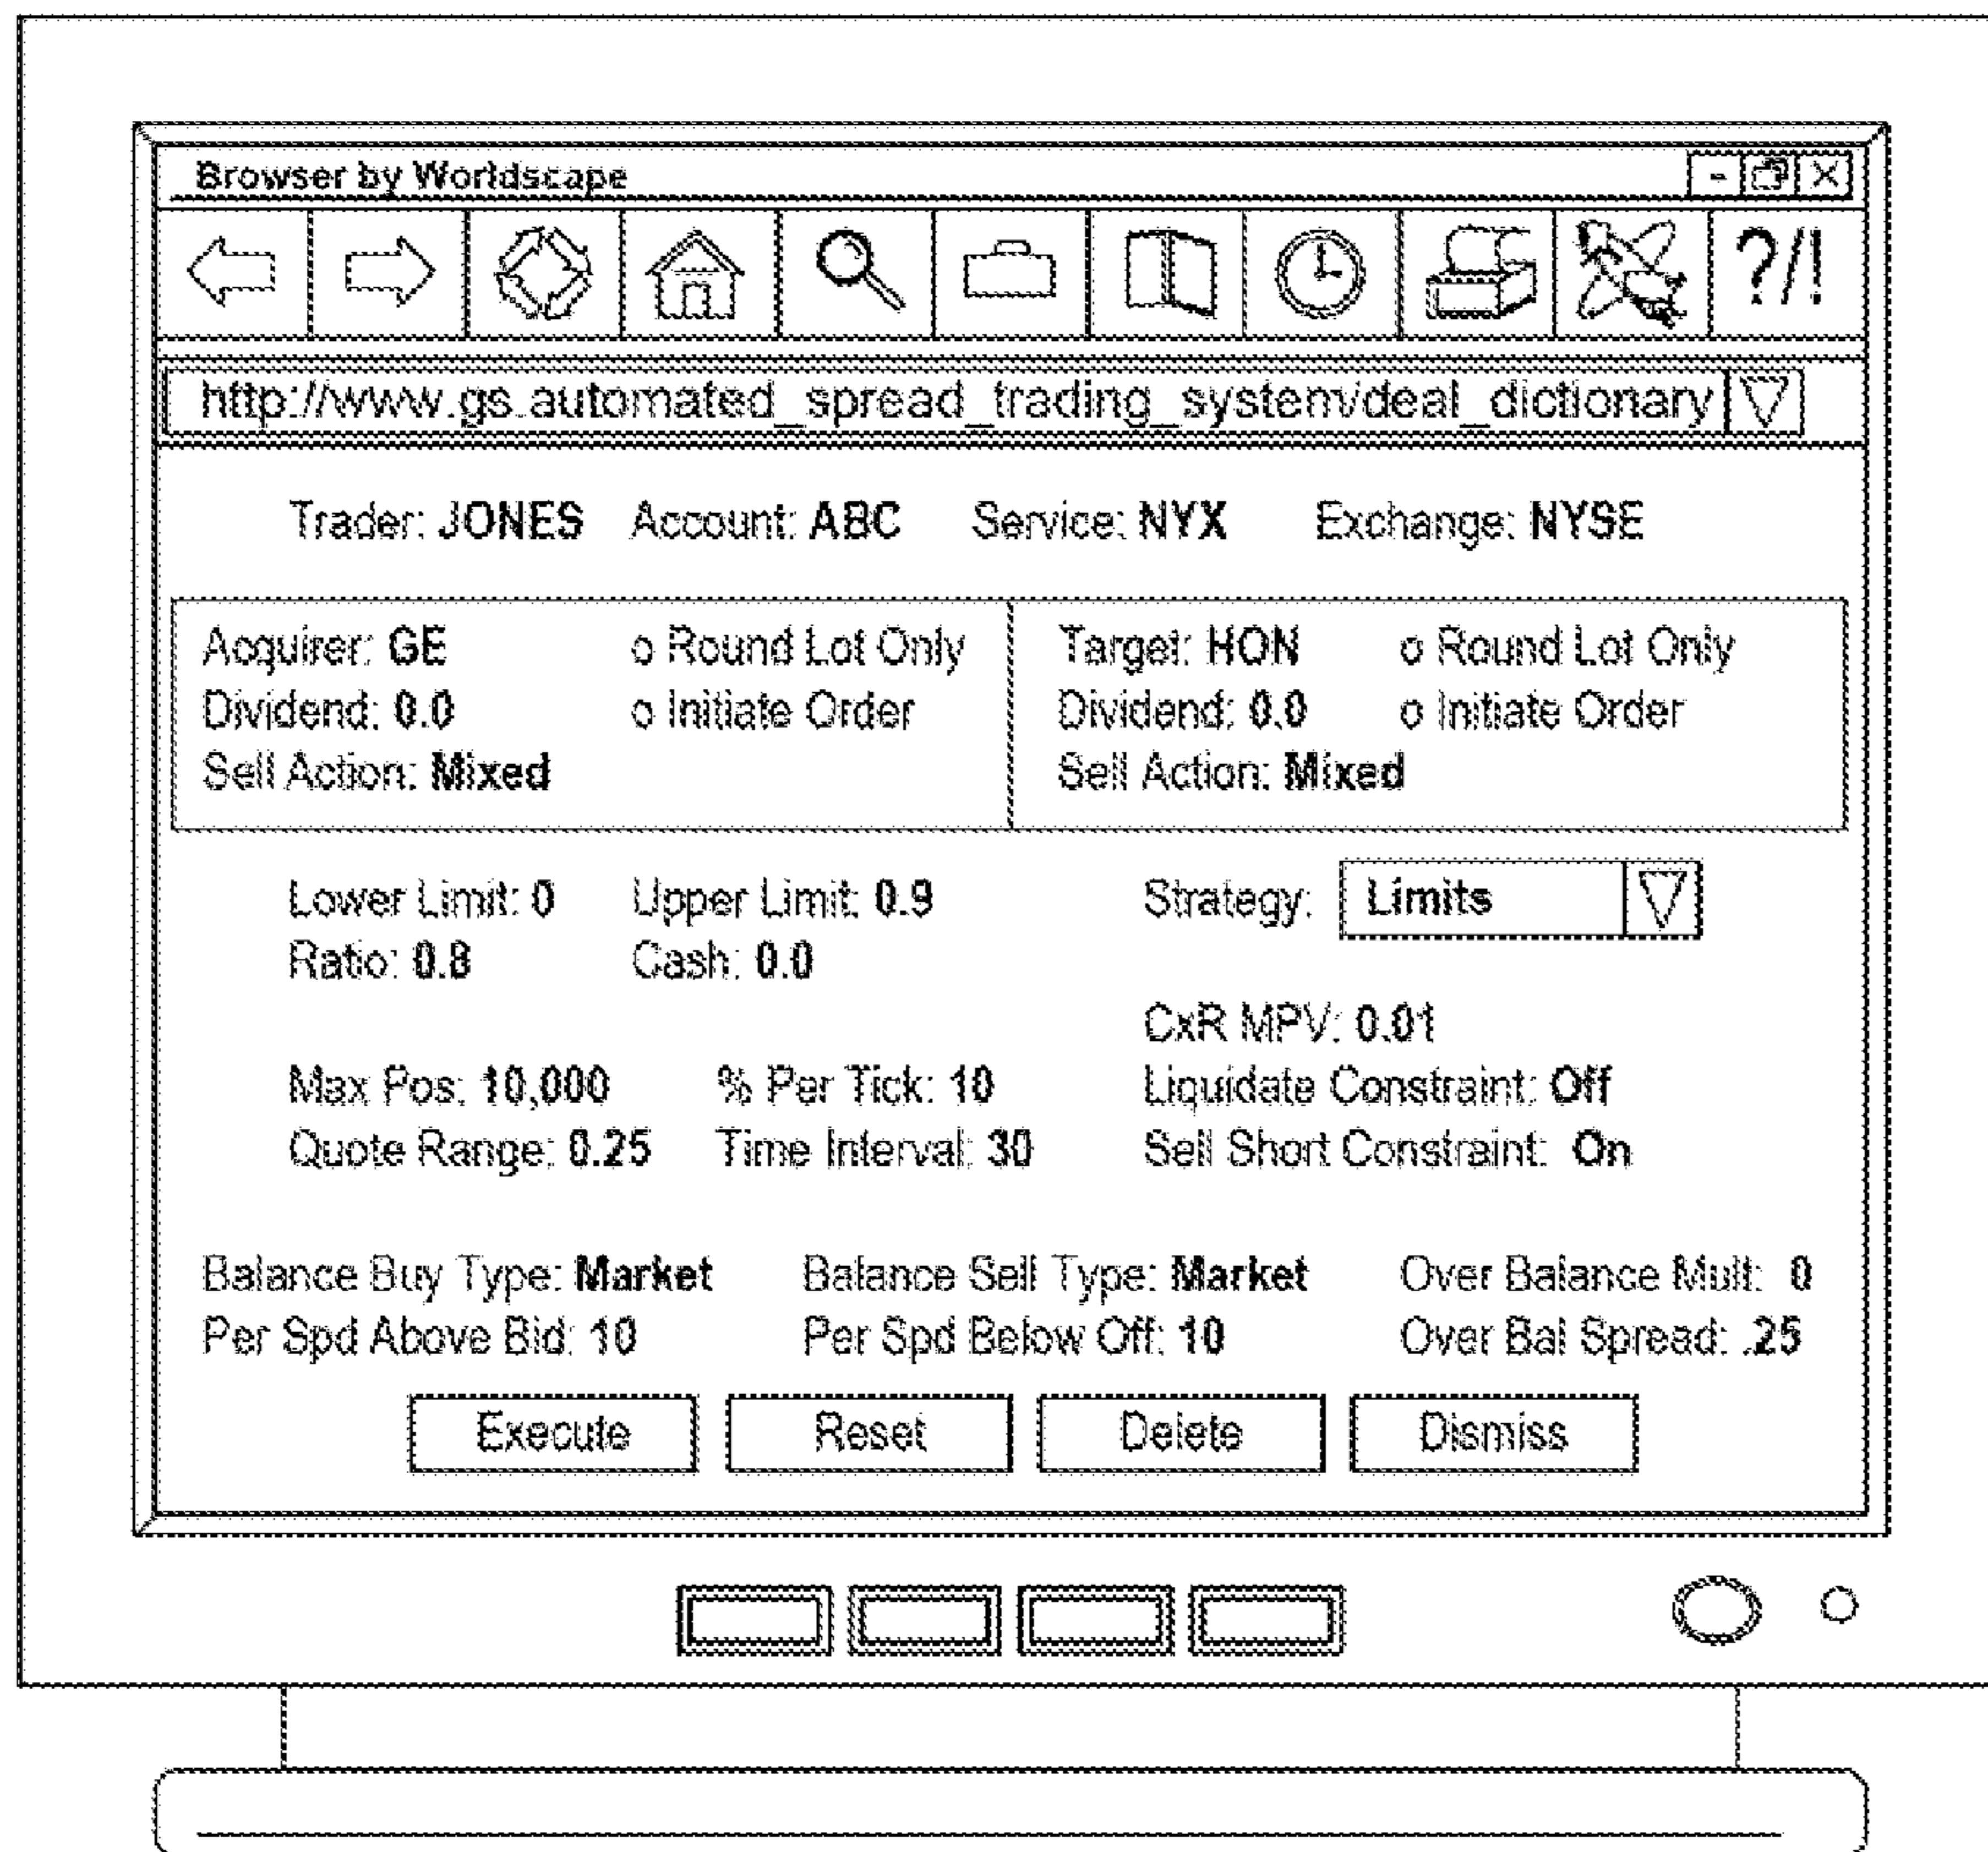 Browser by Worldscape
?/!
http://www.gs.automated_spread_trading_system/deal_dictionary
Trader: JONES Account: ABC Service: NYX Exchange: NYSE
Acquirer: GE o Round Lot Only Target: HON o Round Lot Only
Dividend: 0.0 o Initiate Order Dividend: 0.0 o Initiate Order
Sell Action: Mixed Sell Action: Mixed
Lower Limit: 0 Upper Limit: 0.9 Strategy: Limits
Ratio: 0.8 Cash: 0.0
CxR MPV: 0.01
Max Pos: 10,000 % Per Tick: 10 Liquidate Constraint: Off
Quote Range: 0.25 Time Interval: 30 Sell Short Constraint: On
Balance Buy Type: Market Balance Sell Type: Market Over Balance Mult: 0
Per Spd Above Bid: 10 Per Spd Below Off: 10 Over Bal Spread: .25
Execute Reset Delete Dismiss